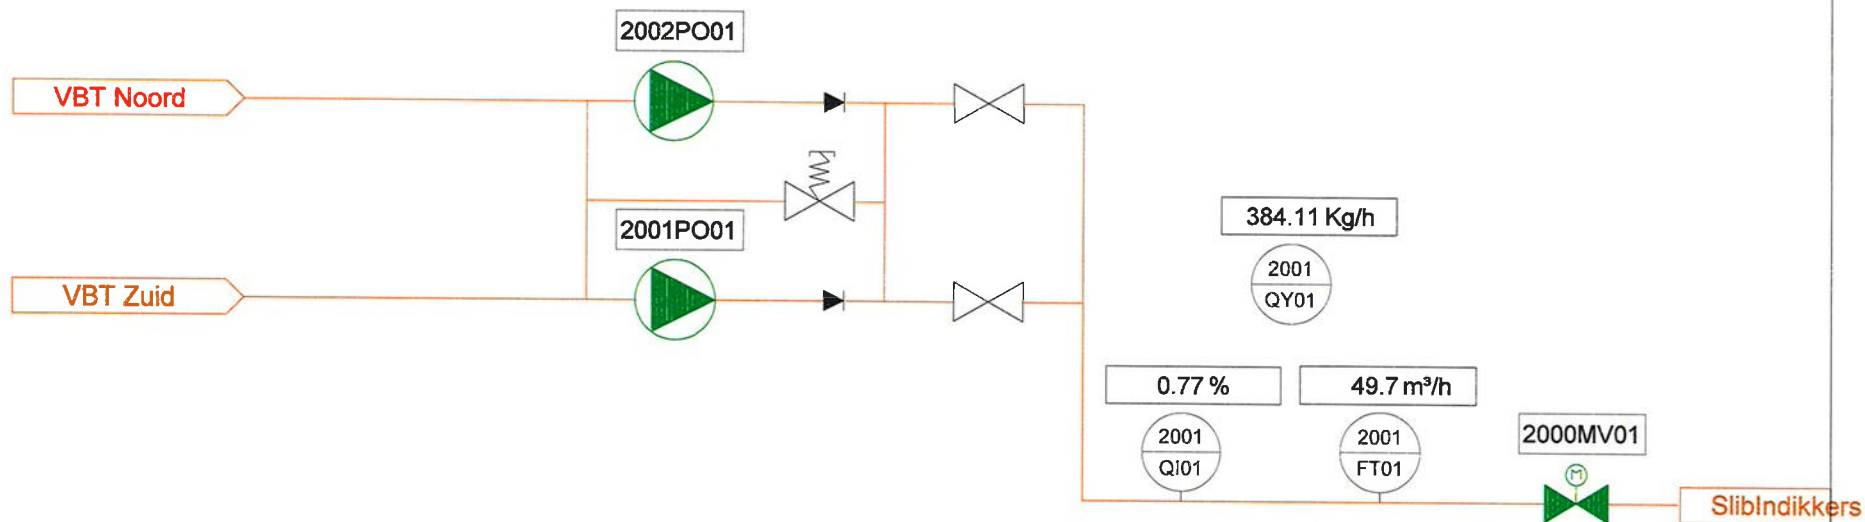 2002PO01
VBT Noord
2001PO01
384.11 Kg/h
2001
QY01
VBT Zuid
0.77 %
49.7 m³/h
2001
QI01
2001
FT01
2000MV01
M
SlibIndikkers